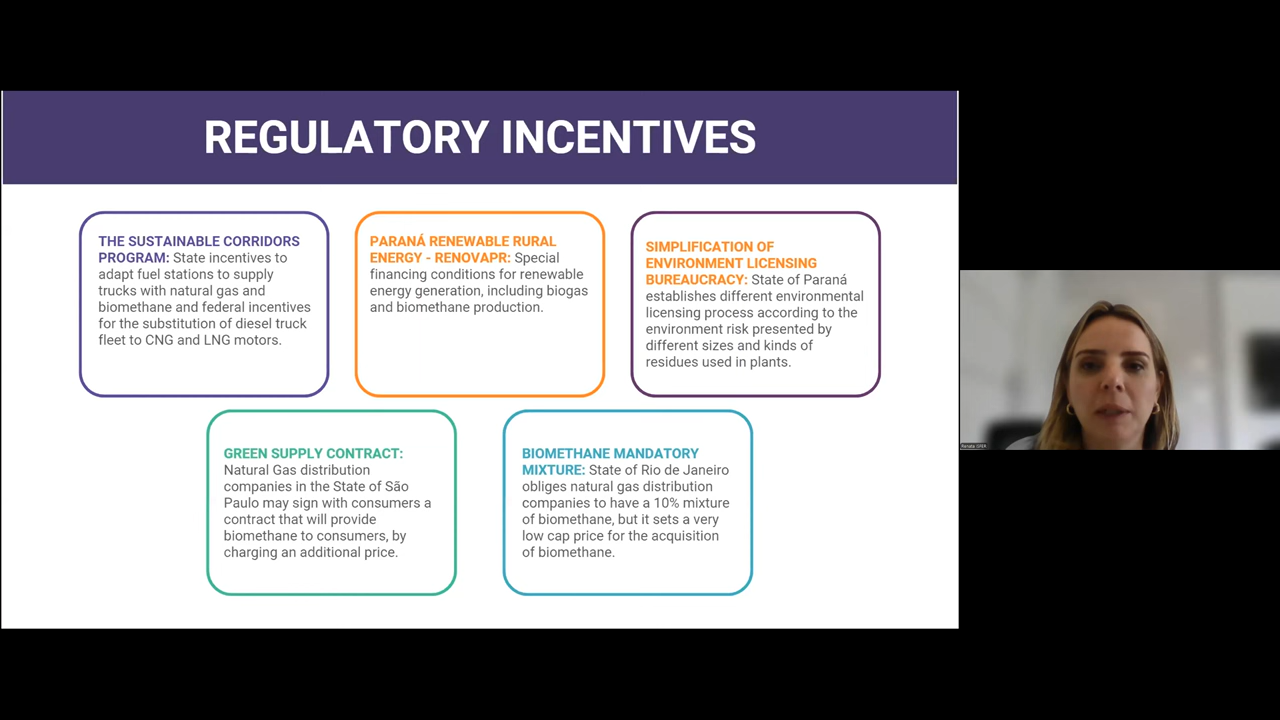 REGULATORY INCENTIVES
THE SUSTAINABLE CORRIDORS
PROGRAM: State incentives to
adapt fuel stations to supply
trucks with natural gas and
biomethane and federal incentives
for the substitution of diesel truck
fleet to CNG and LNG motors.
PARANÁ RENEWABLE RURAL
ENERGY - RENOVAPR: Special
financing conditions for renewable
energy generation, including biogas
and biomethane production.
SIMPLIFICATION OF
ENVIRONMENT LICENSING
BUREAUCRACY: State of Paraná
establishes different environmental
licensing process according to the
environment risk presented by
different sizes and kinds of
residues used in plants.
GREEN SUPPLY CONTRACT:
Natural Gas distribution
companies in the State of São
Paulo may sign with consumers a
contract that will provide
biomethane to consumers, by
charging an additional price.
BIOMETHANE MANDATORY
MIXTURE: State of Rio de Janeiro
obliges natural gas distribution
companies to have a 10% mixture
of biomethane, but it sets a very
low cap price for the acquisition
of biomethane.